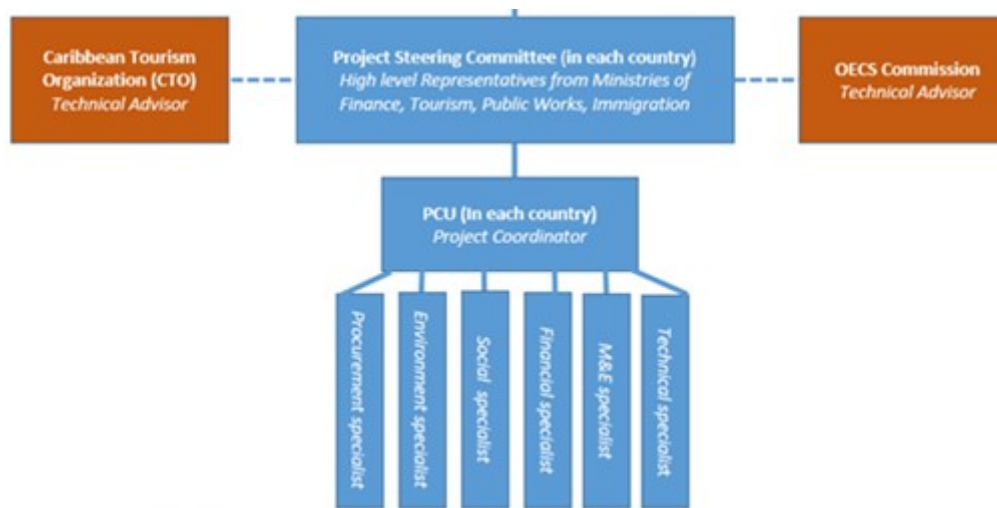 Caribbean Tourism
Organization (CTO)
Technical Advisor
Project Steering Committee (in each country)
High level Representatives from Ministries of
Finance, Tourism, Public Works, Immigration
OECS Commission
Technical Advisor
PCU (In each country)
Project Coordinator
Procurement specialist
Environment specialist
Social specialist
Financial specialist
M&E specialist
Technical specialist